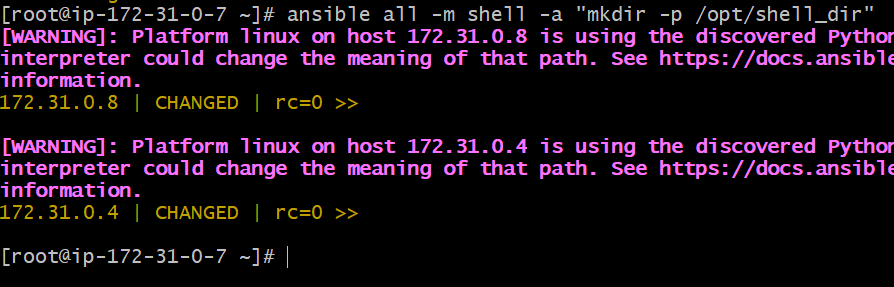 [root@ip-172-31-0-7 ~]# ansible all -m shell -a "mkdir -p /opt/shell_dir"
[WARNING]: Platform linux on host 172.31.0.8 is using the discovered Python
interpreter could change the meaning of that path. See https://docs.ansible
information.
172.31.0.8 | CHANGED | rc=0 >>
[WARNING]: Platform linux on host 172.31.0.4 is using the discovered Python
interpreter could change the meaning of that path. See https://docs.ansible
information.
172.31.0.4 | CHANGED | rc=0 >>
[root@ip-172-31-0-7 ~]#